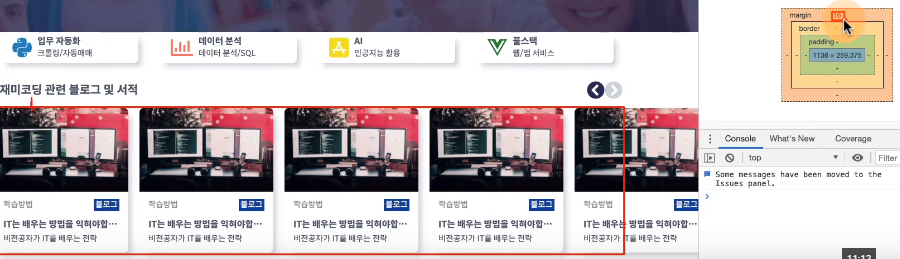 업무 자동화
크롤링/자동매매
데이터 분석
데이터 분석/SQL
AI
인공지능 활용
풀스택
웹/앱 서비스
재미코딩 관련 블로그 및 서적
학습방법 블로그
IT는 배우는 방법을 익혀야합…
비전공자가 IT를 배우는 전략
학습방법 블로그
IT는 배우는 방법을 익혀야합…
비전공자가 IT를 배우는 전략
학습방법 블로그
IT는 배우는 방법을 익혀야합…
비전공자가 IT를 배우는 전략
학습방법 블로그
IT는 배우는 방법을 익혀야합…
비전공자가 IT를 배우는 전략
학습방법 블로그
IT는 배우는 방법을 익혀야합…
비전공자가 IT를 배우는 전략
margin
border
padding -
1136 × 259.375
Console What's New Coverage
top Filter
Some messages have been moved to the
Issues panel.